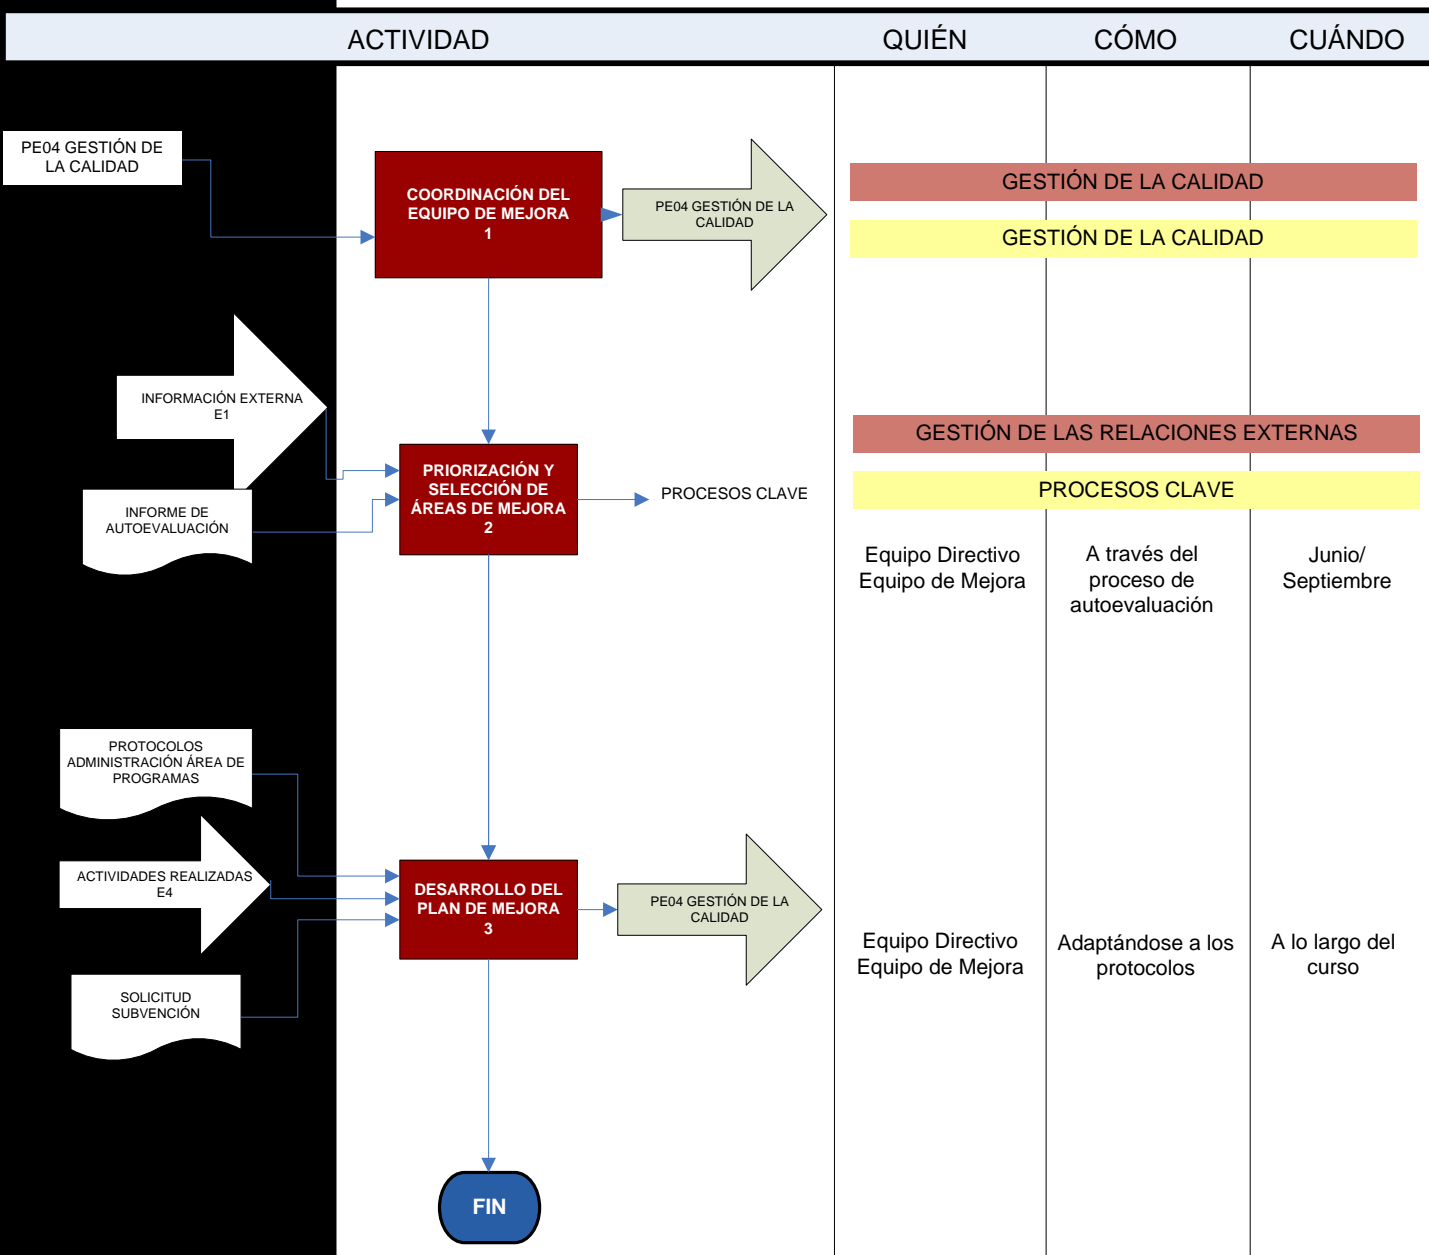 ACTIVIDAD
QUIÉN
CÓMO
CUÁNDO
PE04 GESTIÓN DE
LA CALIDAD
COORDINACIÓN DEL
EQUIPO DE MEJORA
1
PE04 GESTIÓN DE LA
CALIDAD
GESTIÓN DE LA CALIDAD
GESTIÓN DE LA CALIDAD
INFORMACIÓN EXTERNA
E1
INFORME DE
AUTOEVALUACIÓN
PRIORIZACIÓN Y
SELECCIÓN DE
ÁREAS DE MEJORA
2
PROCESOS CLAVE
GESTIÓN DE LAS RELACIONES EXTERNAS
PROCESOS CLAVE
Equipo Directivo
Equipo de Mejora
A través del
proceso de
autoevaluación
Junio/
Septiembre
PROTOCOLOS
ADMINISTRACIÓN ÁREA DE
PROGRAMAS
ACTIVIDADES REALIZADAS
E4
SOLICITUD
SUBVENCIÓN
DESARROLLO DEL
PLAN DE MEJORA
3
PE04 GESTIÓN DE LA
CALIDAD
Equipo Directivo
Equipo de Mejora
Adaptándose a los
protocolos
A lo largo del
curso
FIN